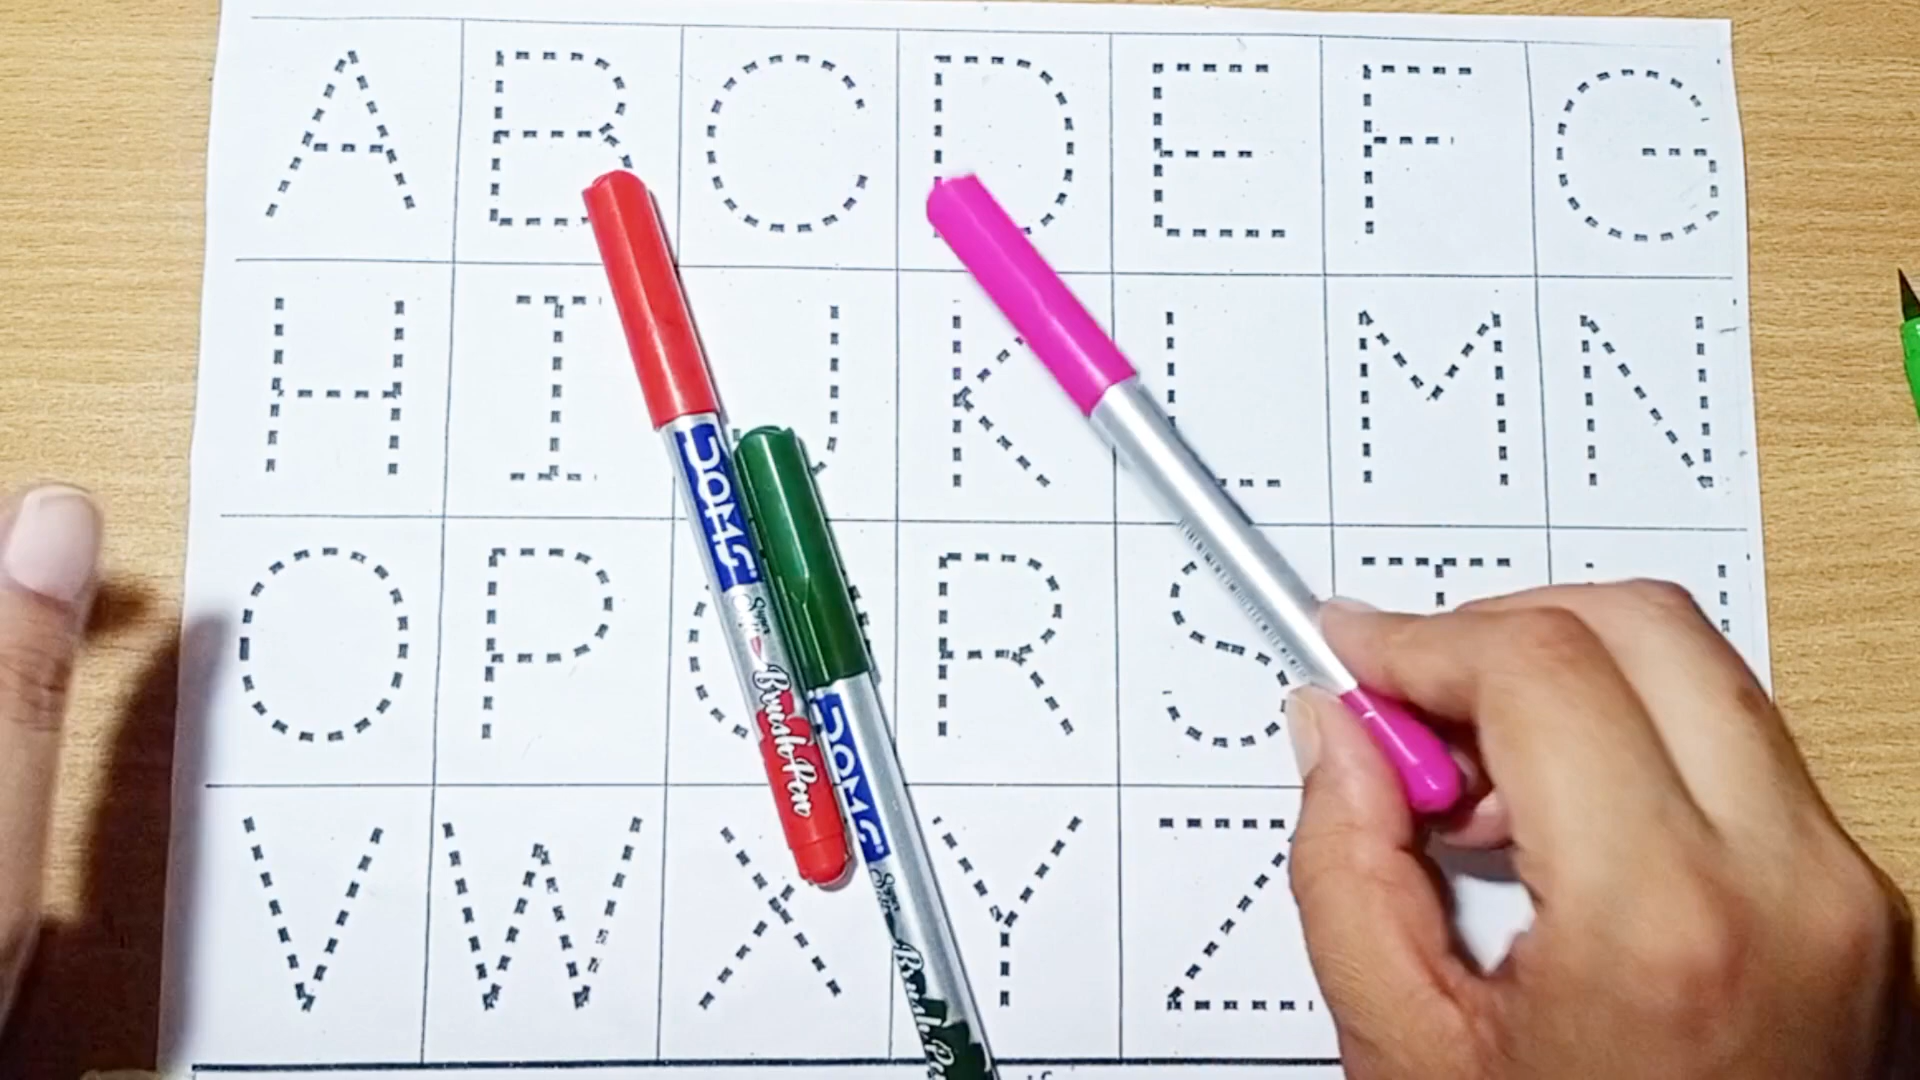 A B C D E F G
H I J K L M N
O P Q R S T U
V W X Y Z
DOMS
Brush Pen
DOMS